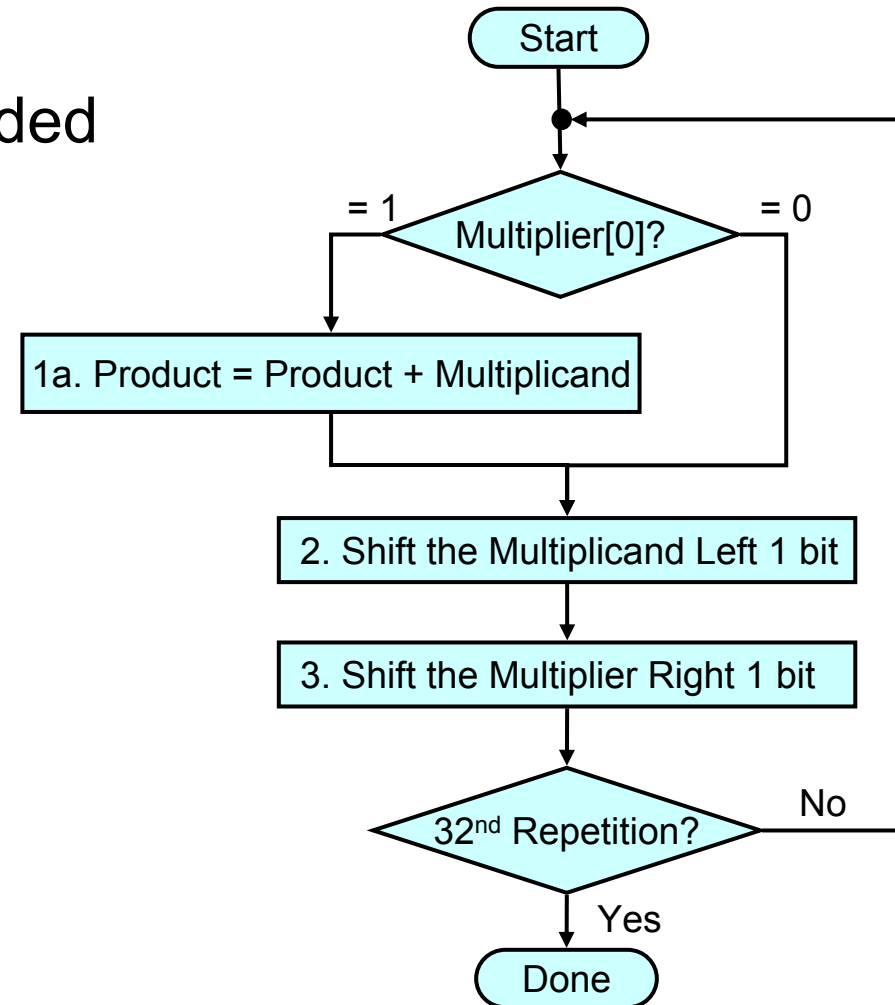 Start
ded
= 1
= 0
Multiplier[0]?
1a. Product = Product + Multiplicand
2. Shift the Multiplicand Left 1 bit
3. Shift the Multiplier Right 1 bit
32nd Repetition?
No
Yes
Done